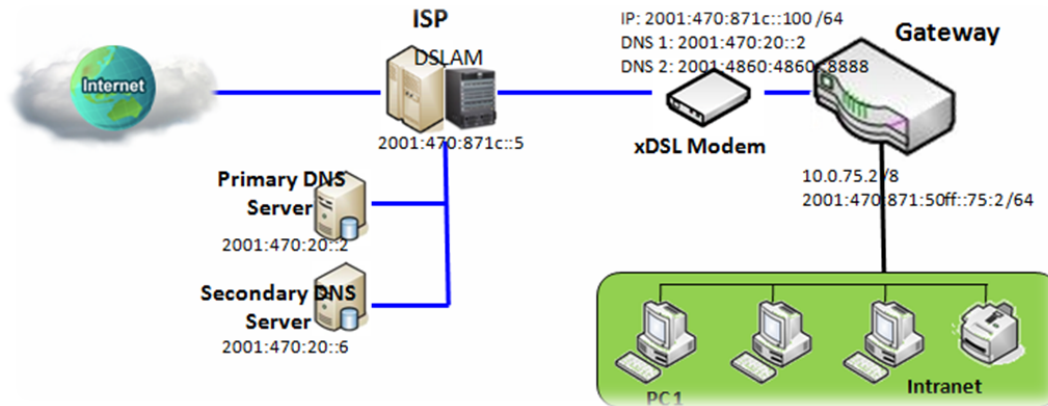 ISP
DSLAM
2001:470:871c::5
Internet
IP: 2001:470:871c::100 /64
DNS 1: 2001:470:20::2
DNS 2: 2001:4860:4860::8888
Gateway
xDSL Modem
10.0.75.2 /8
2001:470:871:50ff::75:2/64
Primary DNS
Server
2001:470:20::2
Secondary DNS
Server
2001:470:20::6
PC1
Intranet